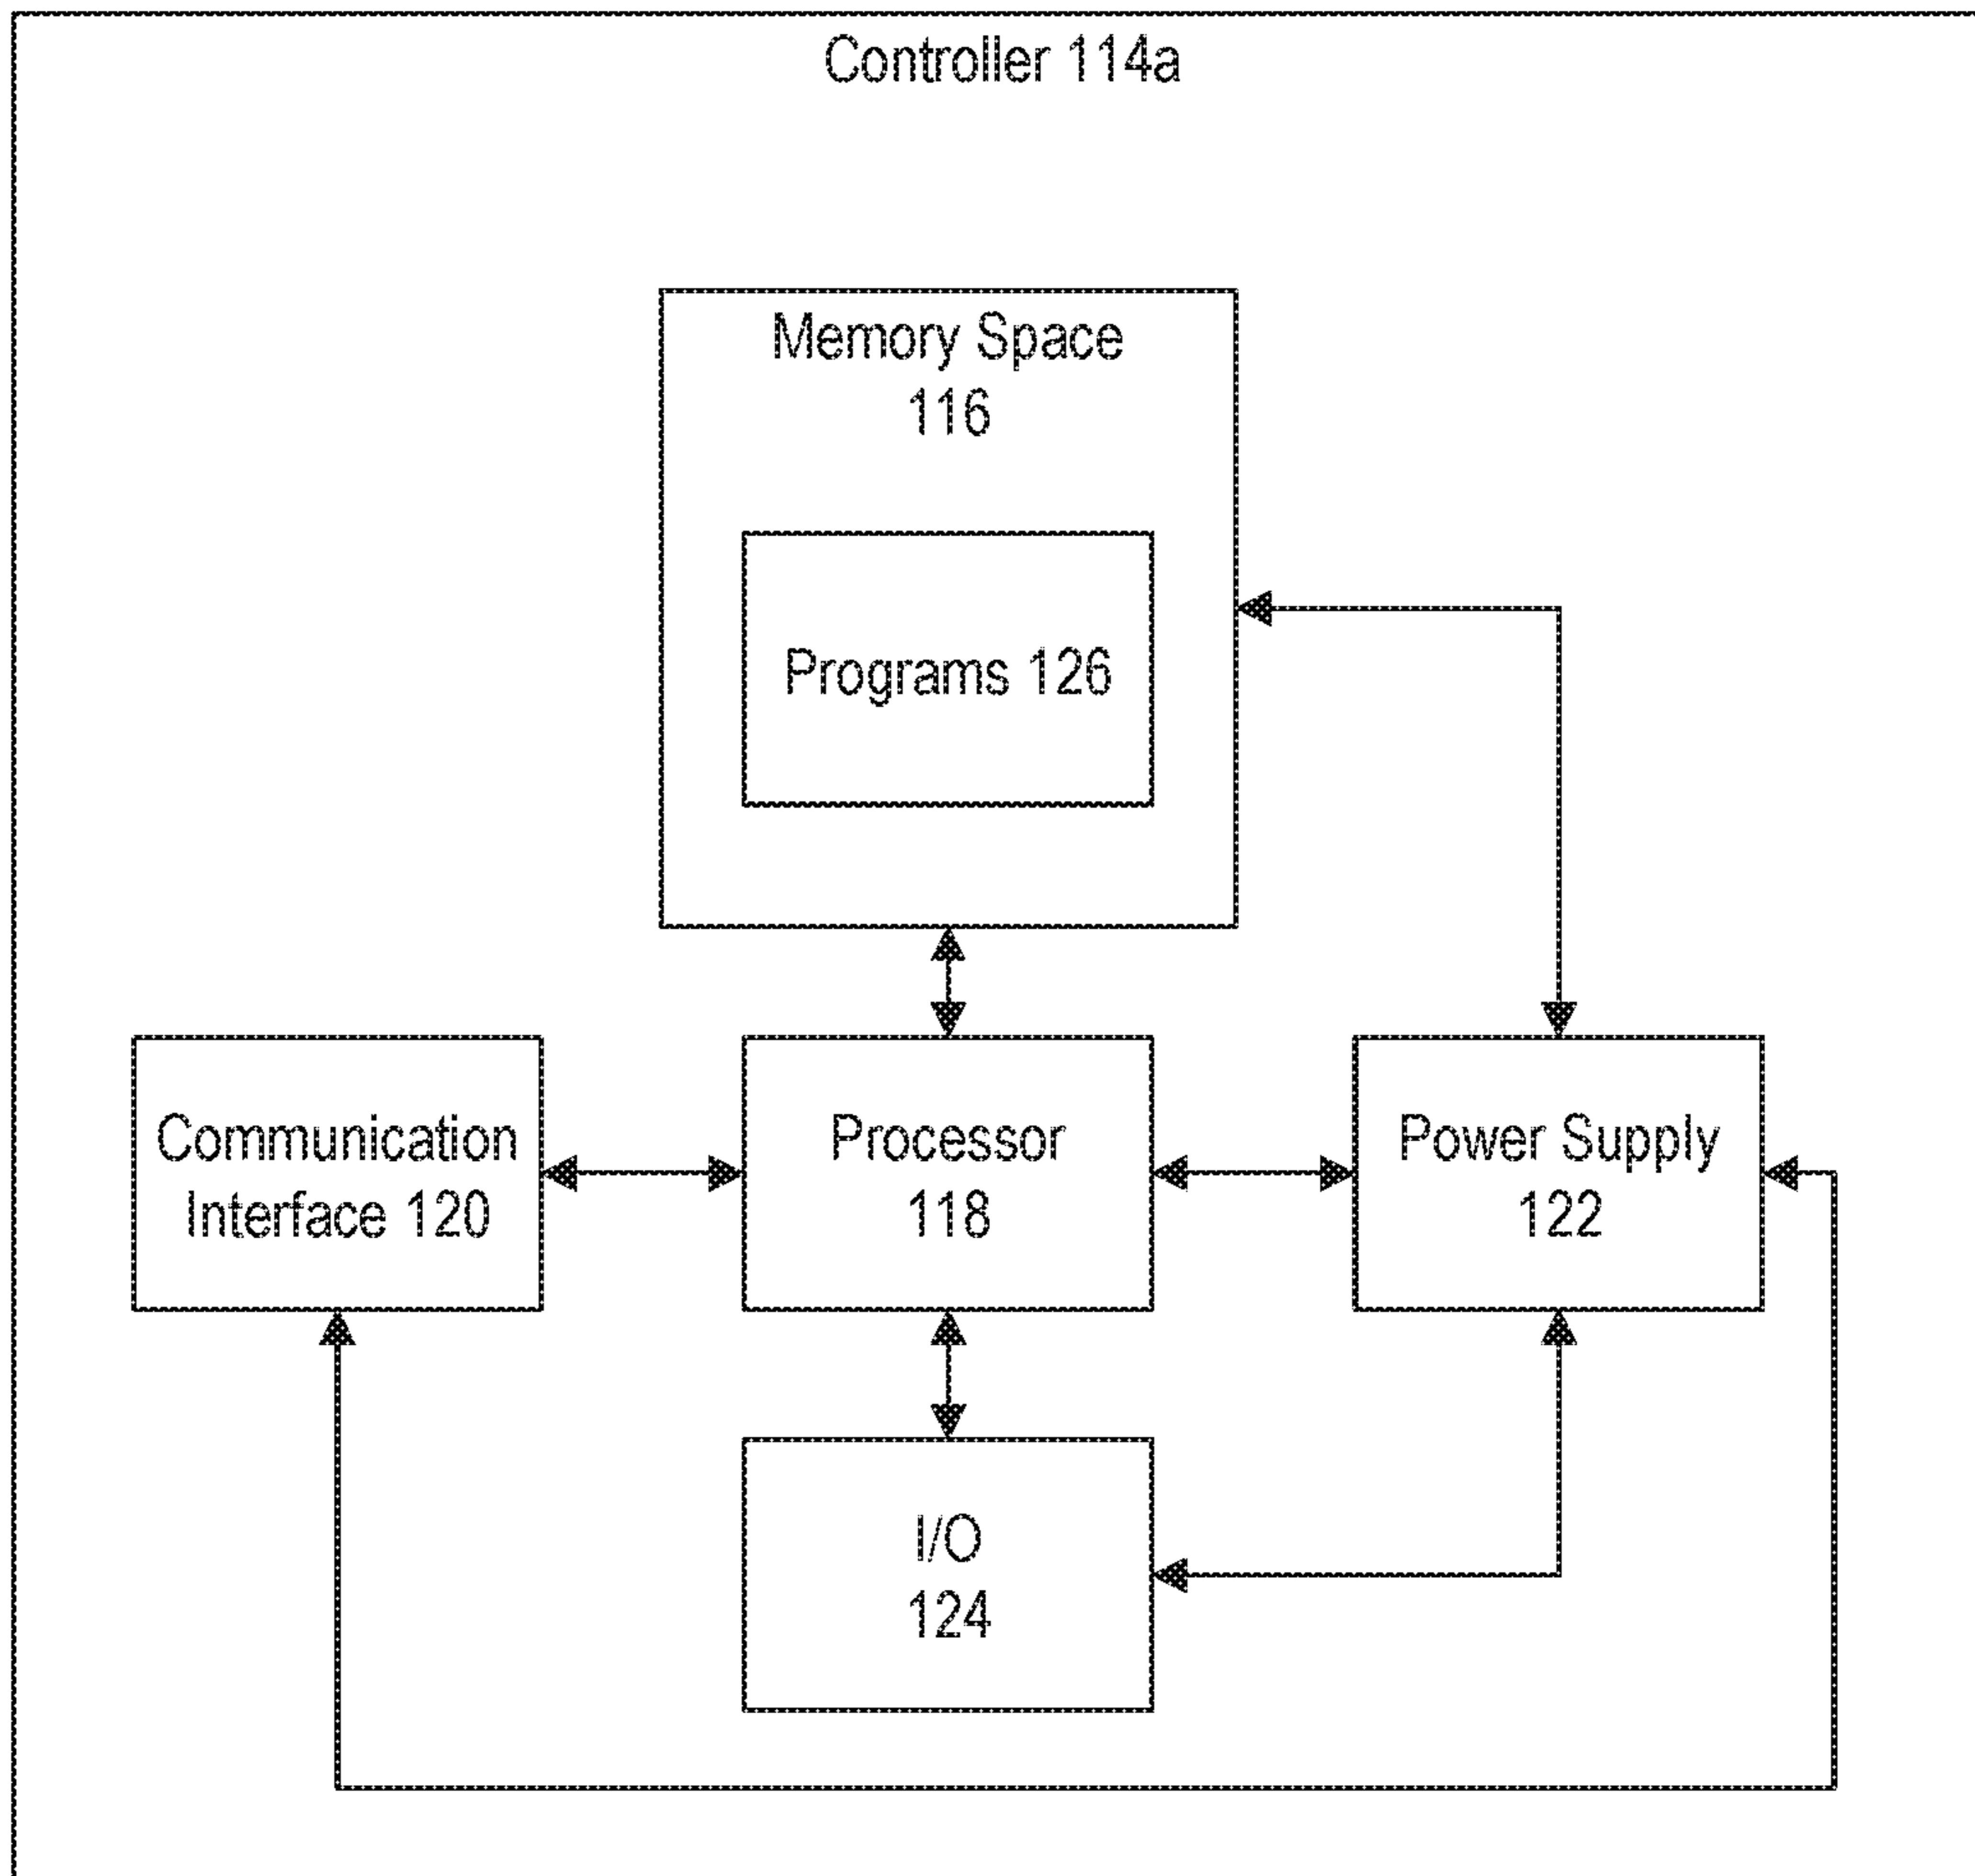 Controller 114a
Memory Space
116
Programs 126
Communication
Interface 120
Processor
118
Power Supply
122
I/O
124